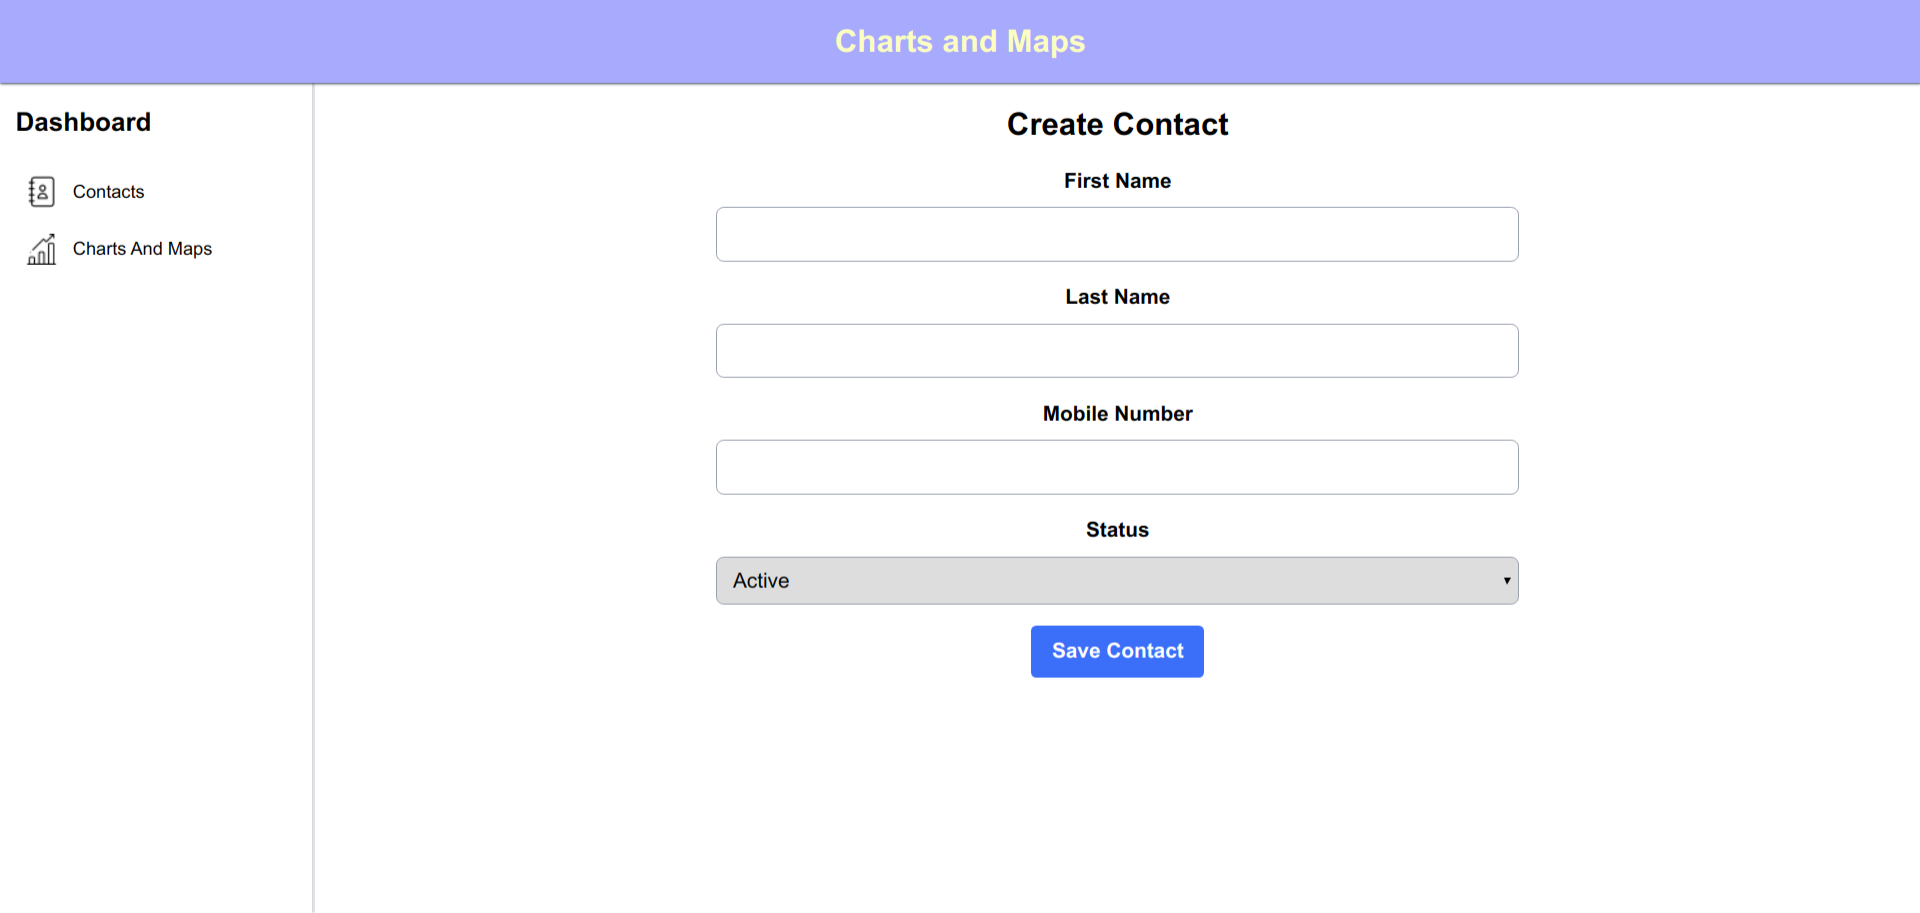 Charts and Maps
Dashboard
Contacts
Charts And Maps
Create Contact
First Name
Last Name
Mobile Number
Status
Active
Save Contact